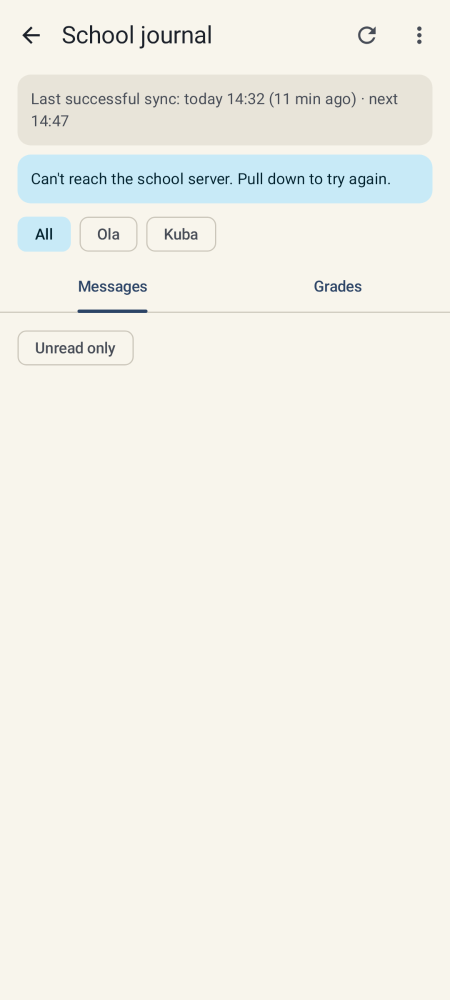 School journal
Last successful sync: today 14:32 (11 min ago) · next
14:47
Can't reach the school server. Pull down to try again.
All
Ola
Kuba
Messages
Grades
Unread only